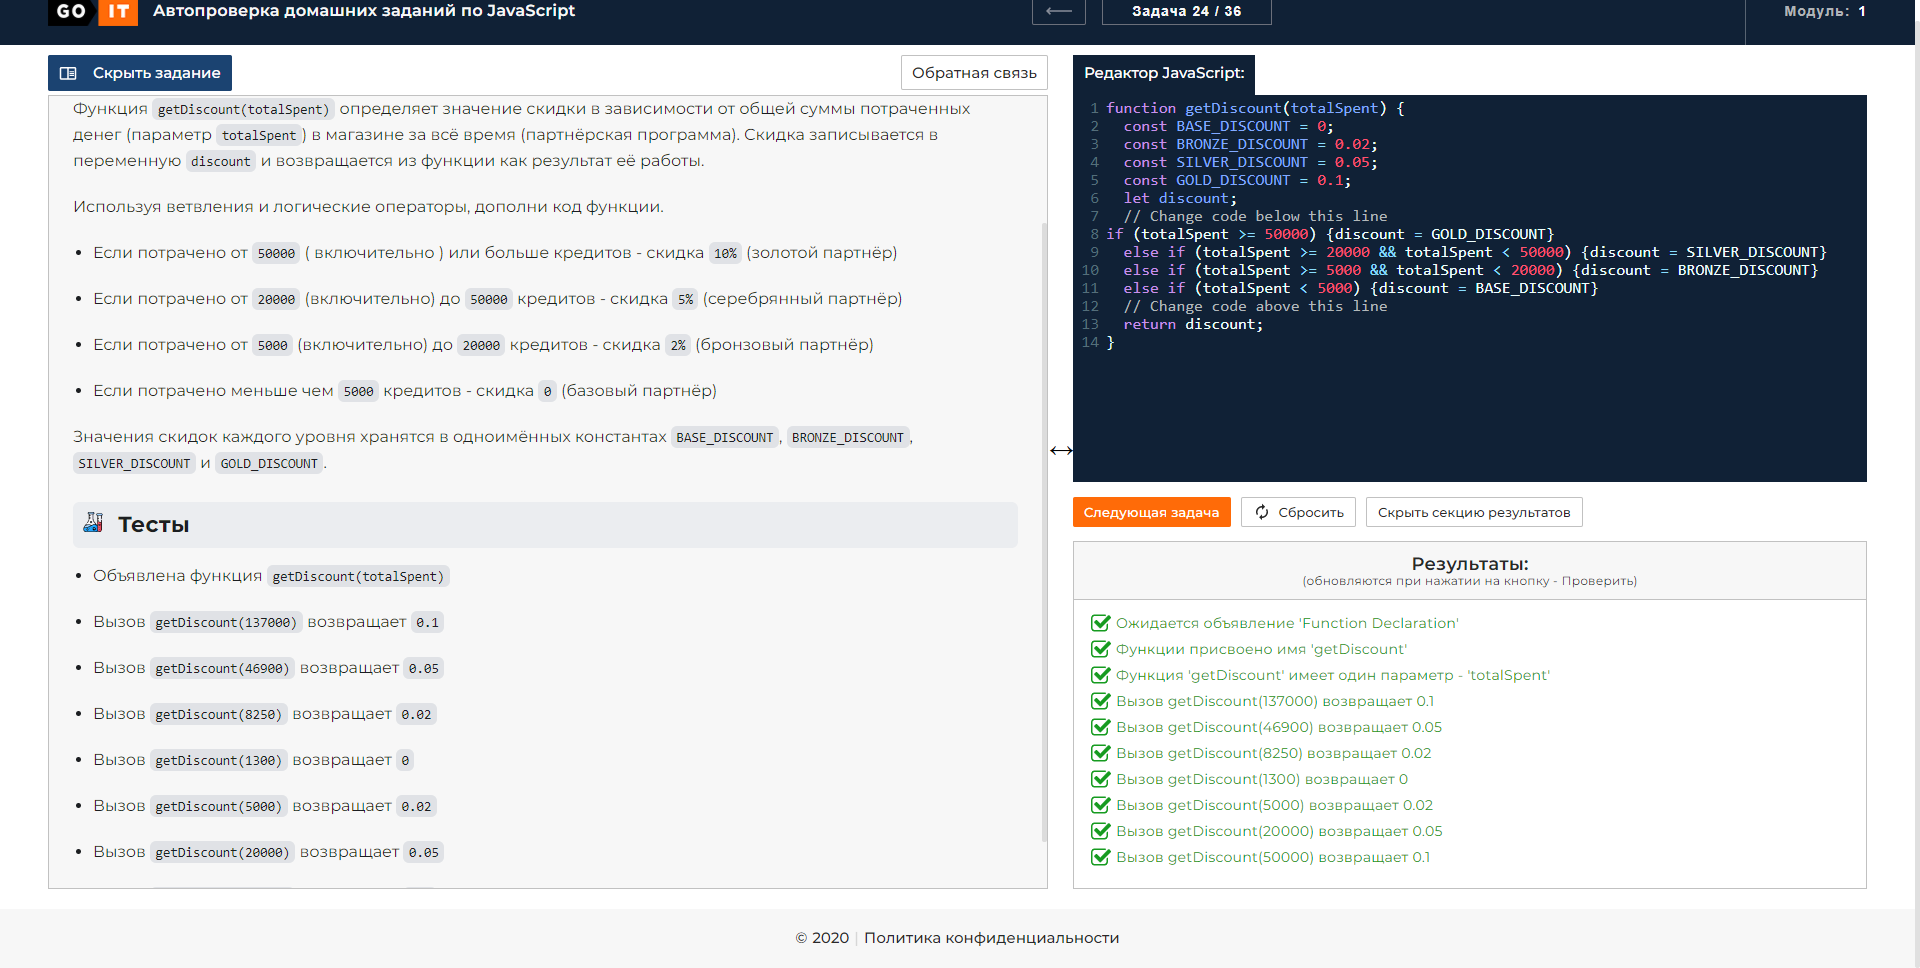 GO IT Автопроверка домашних заданий по JavaScript
⟵ Задача 24 / 36
Модуль: 1
Скрыть задание
Обратная связь
Функция getDiscount(totalSpent) определяет значение скидки в зависимости от общей суммы потраченных
денег (параметр totalSpent) в магазине за всё время (партнёрская программа). Скидка записывается в
переменную discount и возвращается из функции как результат её работы.
Используя ветвления и логические операторы, дополни код функции.
• Если потрачено от 50000 ( включительно ) или больше кредитов - скидка 10% (золотой партнёр)
• Если потрачено от 20000 (включительно) до 50000 кредитов - скидка 5% (серебрянный партнёр)
• Если потрачено от 5000 (включительно) до 20000 кредитов - скидка 2% (бронзовый партнёр)
• Если потрачено меньше чем 5000 кредитов - скидка 0 (базовый партнёр)
Значения скидок каждого уровня хранятся в одноимённых константах BASE_DISCOUNT, BRONZE_DISCOUNT,
SILVER_DISCOUNT и GOLD_DISCOUNT.
Тесты
• Объявлена функция getDiscount(totalSpent)
• Вызов getDiscount(137000) возвращает 0.1
• Вызов getDiscount(46900) возвращает 0.05
• Вызов getDiscount(8250) возвращает 0.02
• Вызов getDiscount(1300) возвращает 0
• Вызов getDiscount(5000) возвращает 0.02
• Вызов getDiscount(20000) возвращает 0.05
Редактор JavaScript:
1 function getDiscount(totalSpent) {
2 const BASE_DISCOUNT = 0;
3 const BRONZE_DISCOUNT = 0.02;
4 const SILVER_DISCOUNT = 0.05;
5 const GOLD_DISCOUNT = 0.1;
6 let discount;
7 // Change code below this line
8 if (totalSpent >= 50000) {discount = GOLD_DISCOUNT}
9 else if (totalSpent >= 20000 && totalSpent < 50000) {discount = SILVER_DISCOUNT}
10 else if (totalSpent >= 5000 && totalSpent < 20000) {discount = BRONZE_DISCOUNT}
11 else if (totalSpent < 5000) {discount = BASE_DISCOUNT}
12 // Change code above this line
13 return discount;
14 }
Следующая задача
Сбросить
Скрыть секцию результатов
Результаты:
(обновляются при нажатии на кнопку - Проверить)
Ожидается объявление 'Function Declaration'
Функции присвоено имя 'getDiscount'
Функция 'getDiscount' имеет один параметр - 'totalSpent'
Вызов getDiscount(137000) возвращает 0.1
Вызов getDiscount(46900) возвращает 0.05
Вызов getDiscount(8250) возвращает 0.02
Вызов getDiscount(1300) возвращает 0
Вызов getDiscount(5000) возвращает 0.02
Вызов getDiscount(20000) возвращает 0.05
Вызов getDiscount(50000) возвращает 0.1
© 2020 | Политика конфиденциальности